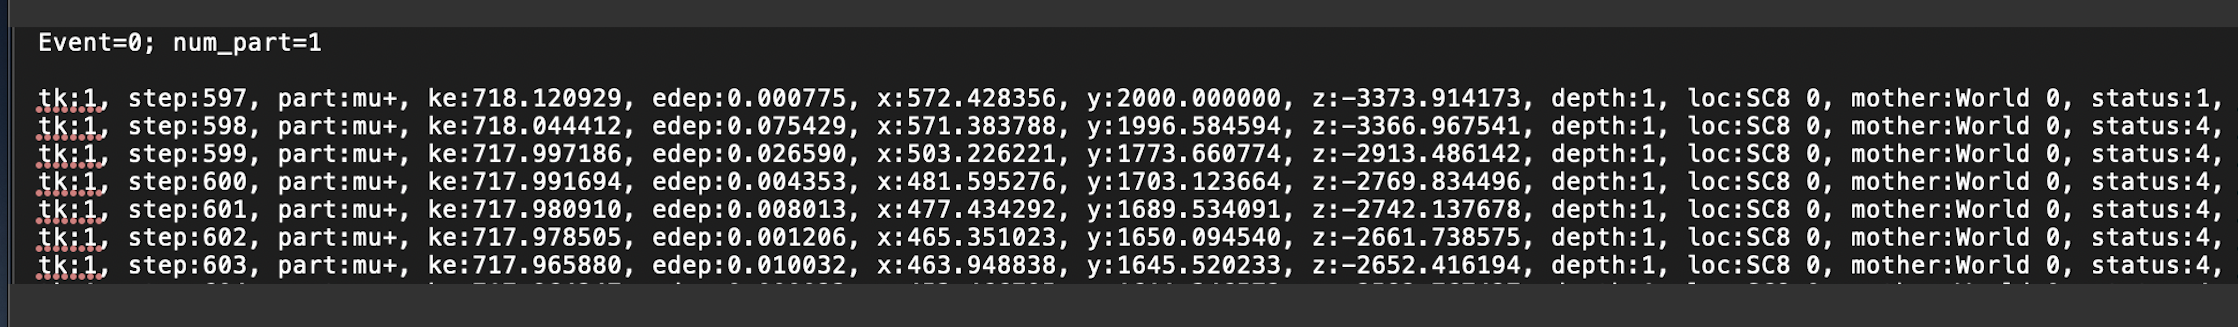 Event=0; num_part=1
tk:1, step:597, part:mu+, ke:718.120929, edep:0.000775, x:572.428356, y:2000.000000, z:-3373.914173, depth:1, loc:SC8 0, mother:World 0, status:1,
tk:1, step:598, part:mu+, ke:718.044412, edep:0.075429, x:571.383788, y:1996.584594, z:-3366.967541, depth:1, loc:SC8 0, mother:World 0, status:4,
tk:1, step:599, part:mu+, ke:717.997186, edep:0.026590, x:503.226221, y:1773.660774, z:-2913.486142, depth:1, loc:SC8 0, mother:World 0, status:4,
tk:1, step:600, part:mu+, ke:717.991694, edep:0.004353, x:481.595276, y:1703.123664, z:-2769.834496, depth:1, loc:SC8 0, mother:World 0, status:4,
tk:1, step:601, part:mu+, ke:717.980910, edep:0.008013, x:477.434292, y:1689.534091, z:-2742.137678, depth:1, loc:SC8 0, mother:World 0, status:4,
tk:1, step:602, part:mu+, ke:717.978505, edep:0.001206, x:465.351023, y:1650.094540, z:-2661.738575, depth:1, loc:SC8 0, mother:World 0, status:4,
tk:1, step:603, part:mu+, ke:717.965880, edep:0.010032, x:463.948838, y:1645.520233, z:-2652.416194, depth:1, loc:SC8 0, mother:World 0, status:4,